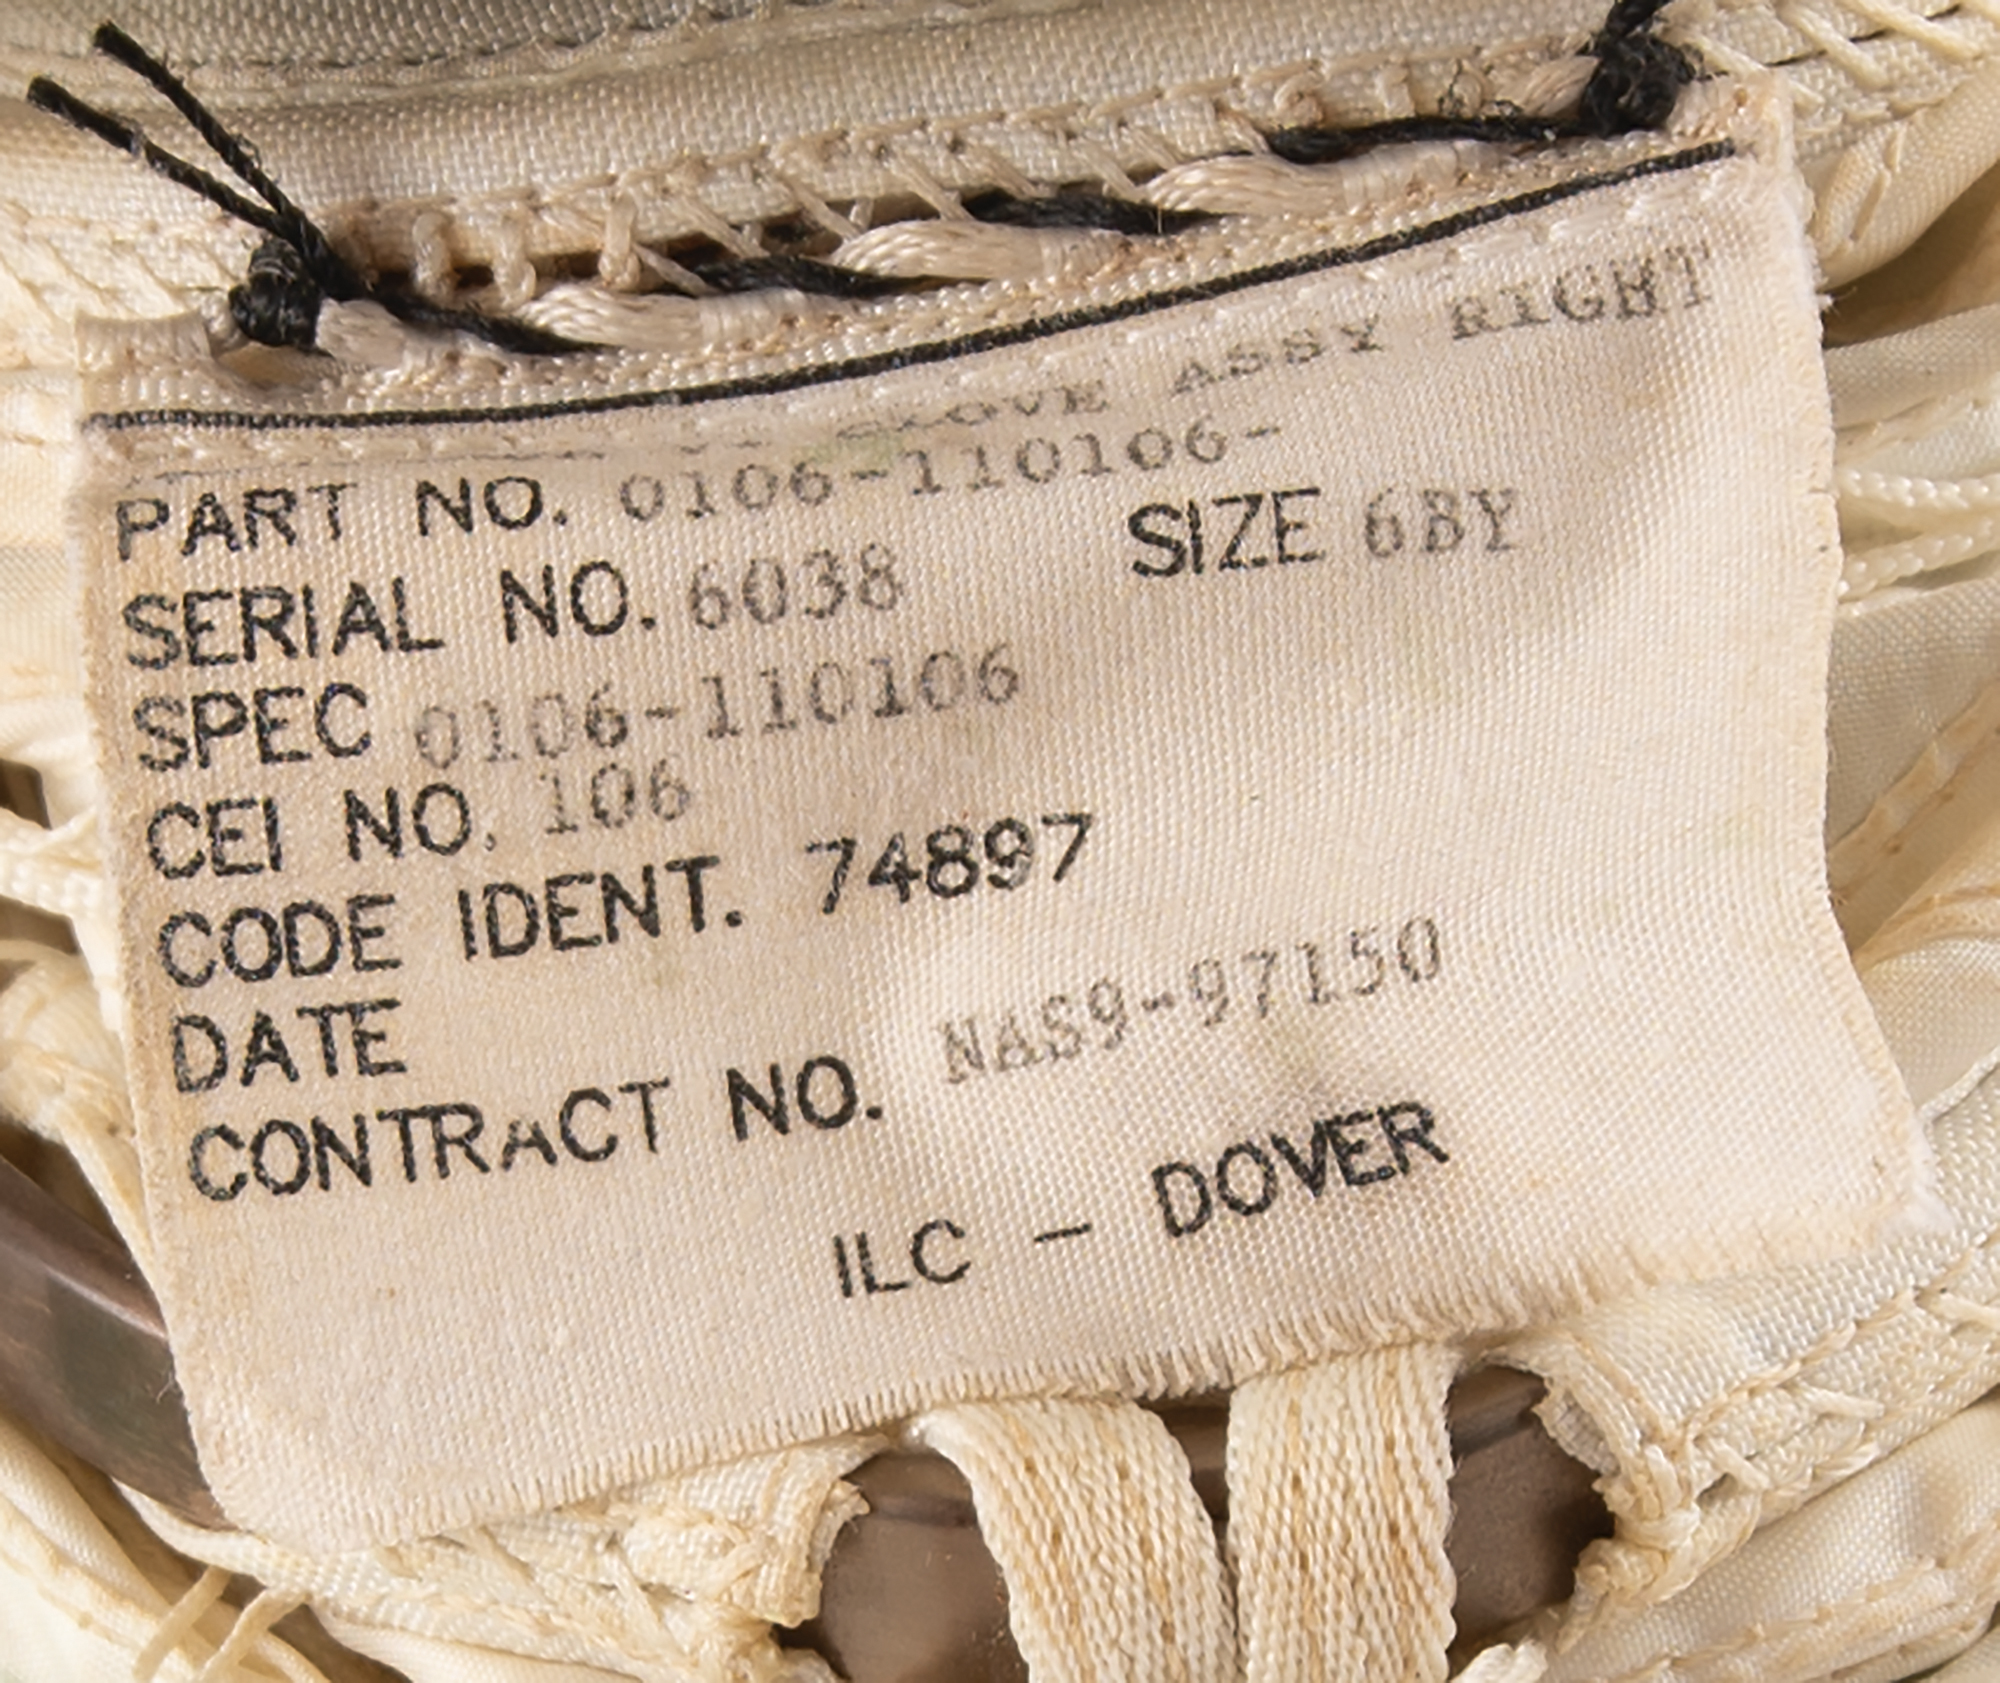 GLOVE ASSY RIGHT
PART NO. 0106-110106-
SERIAL NO. 6038 SIZE 6BY
SPEC 0106-110106
CEI NO. 106
CODE IDENT. 74897
DATE
CONTRACT NO. NAS9-97150
ILC - DOVER